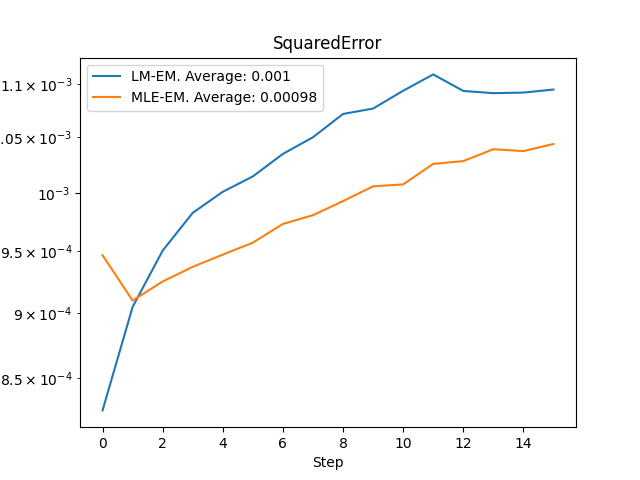 SquaredError
LM-EM. Average: 0.001
MLE-EM. Average: 0.00098
1.1 × 10⁻³
.05 × 10⁻³
10⁻³
9.5 × 10⁻⁴
9 × 10⁻⁴
8.5 × 10⁻⁴
0 2 4 6 8 10 12 14
Step